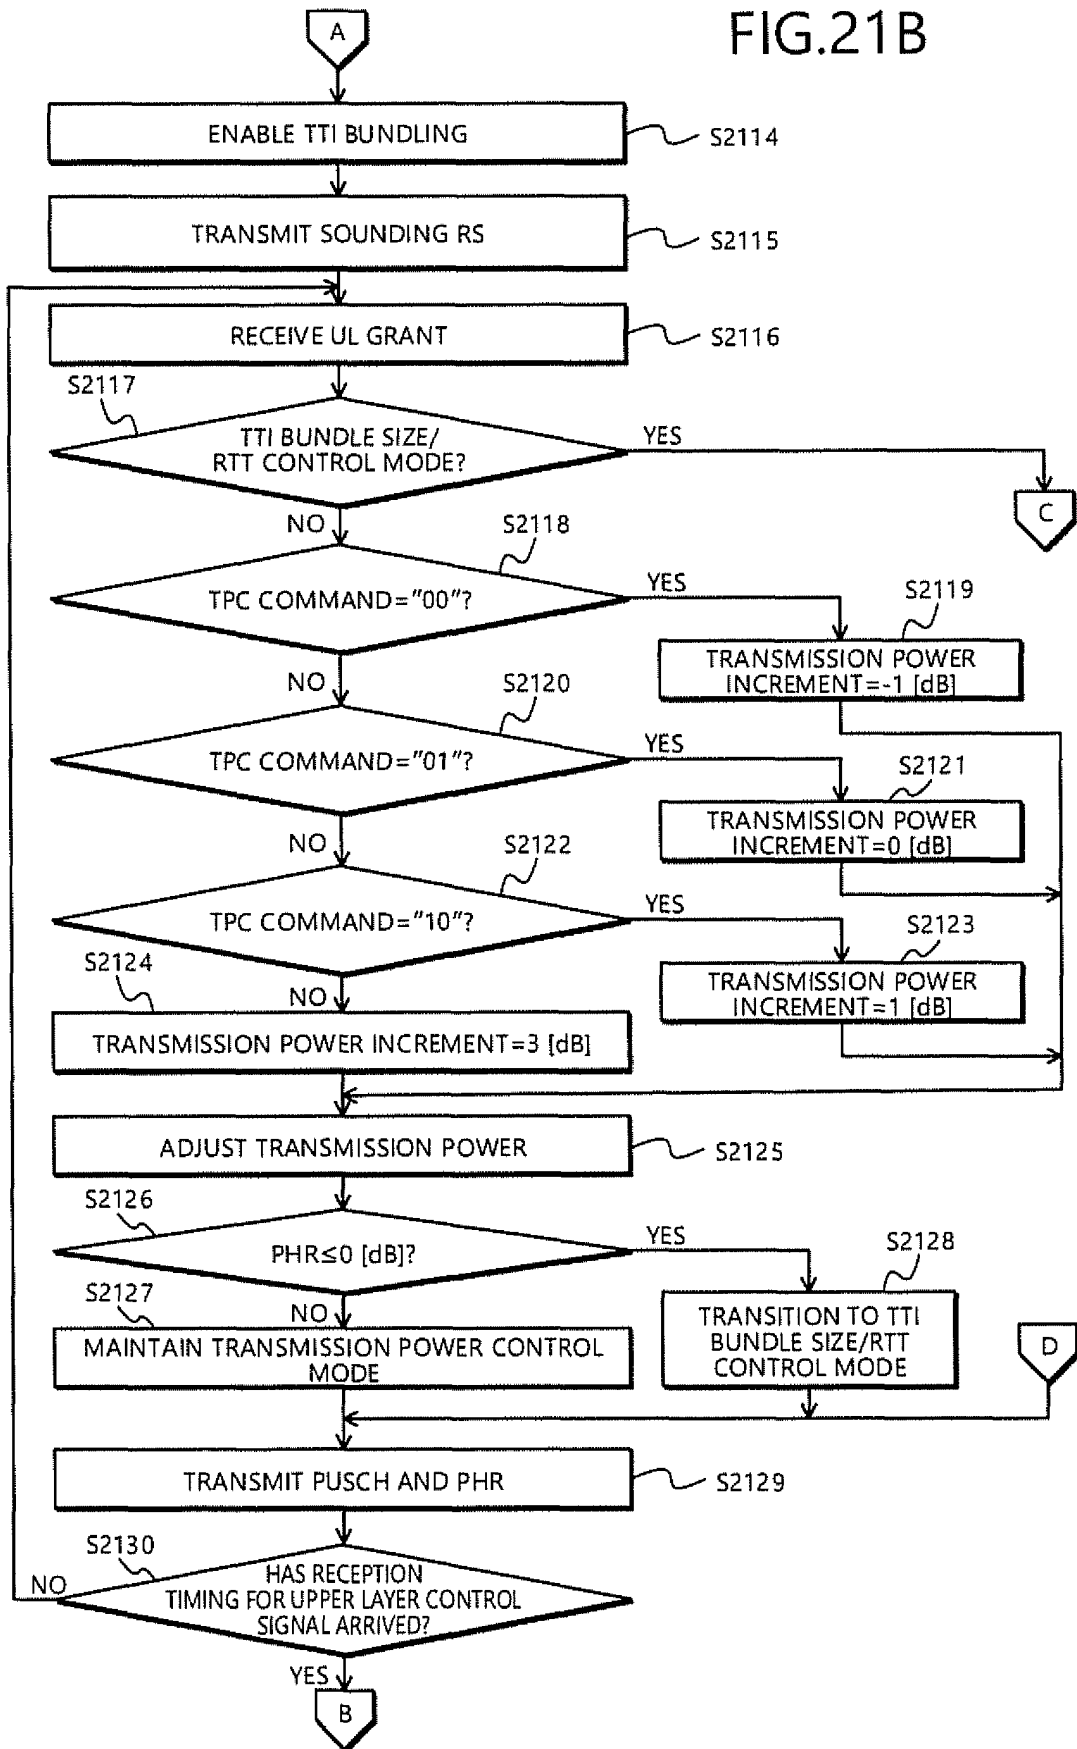 FIG.21B
A
ENABLE TTI BUNDLING
S2114
TRANSMIT SOUNDING RS
S2115
RECEIVE UL GRANT
S2116
S2117
TTI BUNDLE SIZE/
RTT CONTROL MODE?
YES
C
NO
S2118
TPC COMMAND="00"?
YES
S2119
TRANSMISSION POWER
INCREMENT=-1 [dB]
NO
S2120
TPC COMMAND="01"?
YES
S2121
TRANSMISSION POWER
INCREMENT=0 [dB]
NO
S2122
TPC COMMAND="10"?
YES
S2123
TRANSMISSION POWER
INCREMENT=1 [dB]
S2124
NO
TRANSMISSION POWER INCREMENT=3 [dB]
ADJUST TRANSMISSION POWER
S2125
S2126
PHR≤0 [dB]?
YES
S2128
TRANSITION TO TTI
BUNDLE SIZE/RTT
CONTROL MODE
D
S2127
NO
MAINTAIN TRANSMISSION POWER CONTROL
MODE
TRANSMIT PUSCH AND PHR
S2129
S2130
NO
HAS RECEPTION
TIMING FOR UPPER LAYER CONTROL
SIGNAL ARRIVED?
YES
B